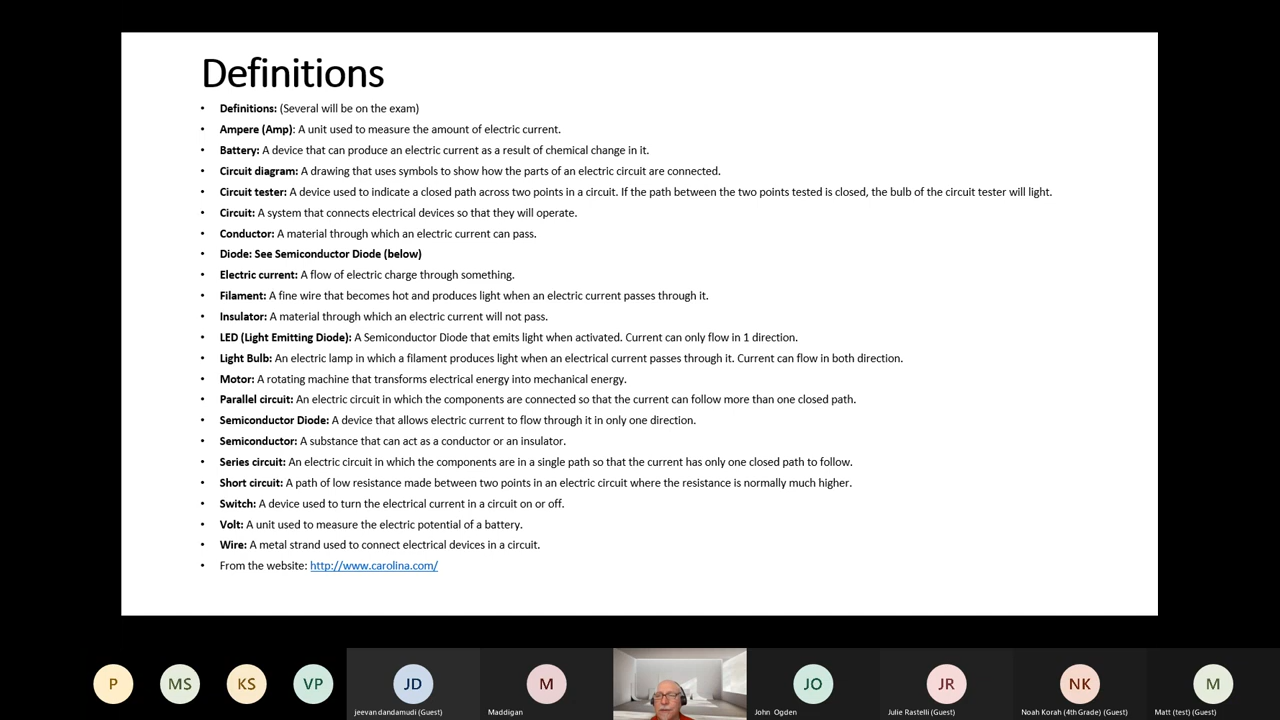 Definitions
• Definitions: (Several will be on the exam)
• Ampere (Amp): A unit used to measure the amount of electric current.
• Battery: A device that can produce an electric current as a result of chemical change in it.
• Circuit diagram: A drawing that uses symbols to show how the parts of an electric circuit are connected.
• Circuit tester: A device used to indicate a closed path across two points in a circuit. If the path between the two points tested is closed, the bulb of the circuit tester will light.
• Circuit: A system that connects electrical devices so that they will operate.
• Conductor: A material through which an electric current can pass.
• Diode: See Semiconductor Diode (below)
• Electric current: A flow of electric charge through something.
• Filament: A fine wire that becomes hot and produces light when an electric current passes through it.
• Insulator: A material through which an electric current will not pass.
• LED (Light Emitting Diode): A Semiconductor Diode that emits light when activated. Current can only flow in 1 direction.
• Light Bulb: An electric lamp in which a filament produces light when an electrical current passes through it. Current can flow in both direction.
• Motor: A rotating machine that transforms electrical energy into mechanical energy.
• Parallel circuit: An electric circuit in which the components are connected so that the current can follow more than one closed path.
• Semiconductor Diode: A device that allows electric current to flow through it in only one direction.
• Semiconductor: A substance that can act as a conductor or an insulator.
• Series circuit: An electric circuit in which the components are in a single path so that the current has only one closed path to follow.
• Short circuit: A path of low resistance made between two points in an electric circuit where the resistance is normally much higher.
• Switch: A device used to turn the electrical current in a circuit on or off.
• Volt: A unit used to measure the electric potential of a battery.
• Wire: A metal strand used to connect electrical devices in a circuit.
• From the website: http://www.carolina.com/
P MS KS VP JD M JO JR NK M
jeevan dandamudi (Guest) Maddigan John Ogden Julie Rastelli (Guest) Noah Korah (4th Grade) (Guest) Matt (test) (Guest)